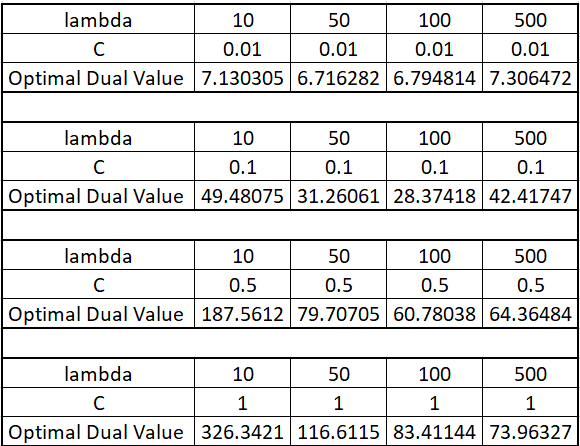 lambda 10 50 100 500
C 0.01 0.01 0.01 0.01
Optimal Dual Value 7.130305 6.716282 6.794814 7.306472
lambda 10 50 100 500
C 0.1 0.1 0.1 0.1
Optimal Dual Value 49.48075 31.26061 28.37418 42.41747
lambda 10 50 100 500
C 0.5 0.5 0.5 0.5
Optimal Dual Value 187.5612 79.70705 60.78038 64.36484
lambda 10 50 100 500
C 1 1 1 1
Optimal Dual Value 326.3421 116.6115 83.41144 73.96327